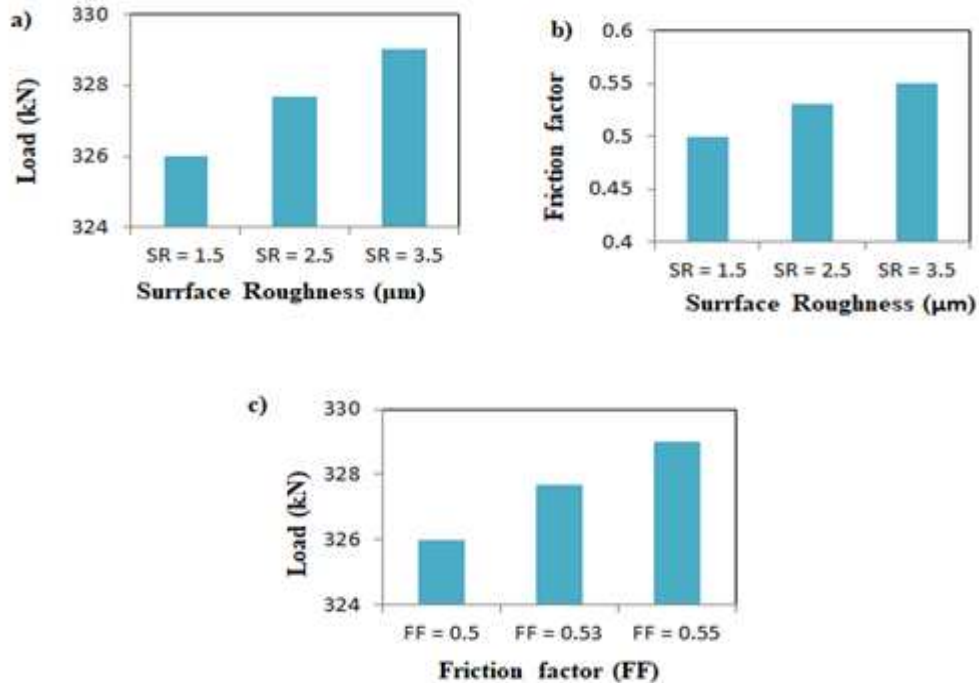 a)
Load (kN)
330
328
326
324
SR = 1.5 SR = 2.5 SR = 3.5
Surrface Roughness (μm)
b)
Friction factor
0.6
0.55
0.5
0.45
0.4
SR = 1.5 SR = 2.5 SR = 3.5
Surrface Roughness (μm)
c)
Load (kN)
330
328
326
324
FF = 0.5 FF = 0.53 FF = 0.55
Friction factor (FF)